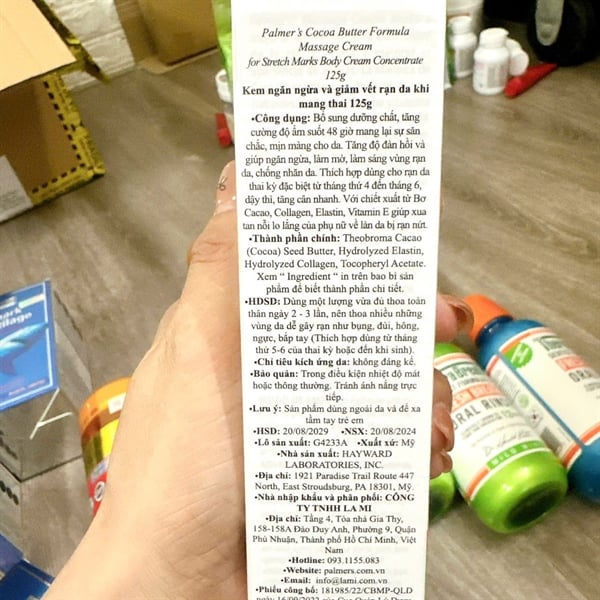 Palmer's Cocoa Butter Formula
Massage Cream
for Stretch Marks Body Cream Concentrate
125g
Kem ngăn ngừa và giảm vết rạn da khi
mang thai 125g
•Công dụng: Bổ sung dưỡng chất, tăng
cường độ ẩm suốt 48 giờ mang lại sự săn
chắc, mịn màng cho da. Tăng độ đàn hồi và
giúp ngăn ngừa, làm mờ, làm sáng vùng rạn
da, chống nhăn da. Thích hợp dùng cho rạn da
thai kỳ đặc biệt từ tháng thứ 4 đến tháng 6,
dậy thì, tăng cân nhanh. Với chiết xuất từ Bơ
Cacao, Collagen, Elastin, Vitamin E giúp xua
tan nỗi lo lắng của phụ nữ về làn da bị rạn nứt.
•Thành phần chính: Theobroma Cacao
(Cocoa) Seed Butter, Hydrolyzed Elastin,
Hydrolyzed Collagen, Tocopheryl Acetate.
Xem “ Ingredient “ in trên bao bì sản
phẩm để biết thành phần chi tiết.
•HDSD: Dùng một lượng vừa đủ thoa toàn
thân ngày 2 - 3 lần, nên thoa nhiều những
vùng da dễ gây rạn như bụng, đùi, hông,
ngực, bắp tay (Thích hợp dùng từ tháng
thứ 5-6 của thai kỳ hoặc đến khi sinh).
•Chỉ tiêu kích ứng da: không đáng kể.
•Bảo quản: Trong điều kiện nhiệt độ mát
hoặc thông thường. Tránh ánh nắng trực
tiếp.
•Lưu ý: Sản phẩm dùng ngoài da và để xa
tầm tay trẻ em
•HSD: 20/08/2029 •NSX: 20/08/2024
•Lô sản xuất: G4233A •Xuất xứ: Mỹ
•Nhà sản xuất: HAYWARD
LABORATORIES, INC.
•Địa chỉ: 1921 Paradise Trail Route 447
North, East Stroudsburg, PA 18301, Mỹ.
•Nhà nhập khẩu và phân phối: CÔNG
TY TNHH LA MI
•Địa chỉ: Tầng 4, Tòa nhà Gia Thy,
158-158A Đào Duy Anh, Phường 9, Quận
Phú Nhuận, Thành phố Hồ Chí Minh, Việt
Nam
•Hotline: 093.1155.083
•Website: palmers.com.vn
•Email: info@lami.com.vn
•Phiếu công bố: 181985/22/CBMP-QLD
ORAL RINSE